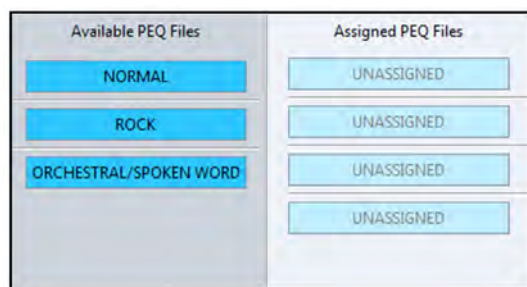 Available PEQ Files
Assigned PEQ Files
NORMAL
UNASSIGNED
ROCK
UNASSIGNED
ORCHESTRAL/SPOKEN WORD
UNASSIGNED
UNASSIGNED